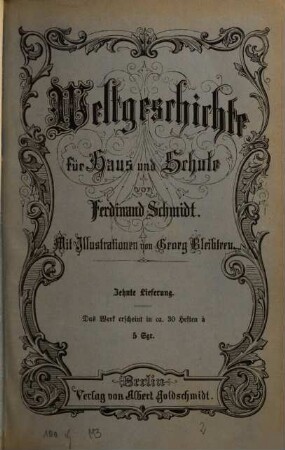 Weltgeschichte
für Haus und Schule
von
Ferdinand Schmidt.
Mit Illustrationen von Georg Bleibtreu.
Zehnte Lieferung.
Das Werk erscheint in ca. 30 Heften à
5 Sgr.
Berlin
Verlag von Albert Goldschmidt.